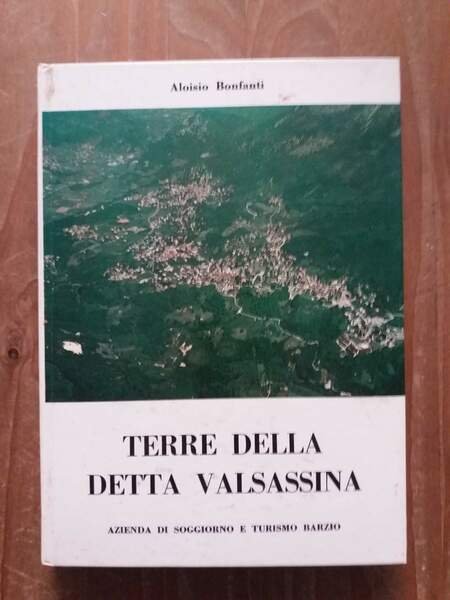 Aloisio Bonfanti
TERRE DELLA
DETTA VALSASSINA
AZIENDA DI SOGGIORNO E TURISMO BARZIO